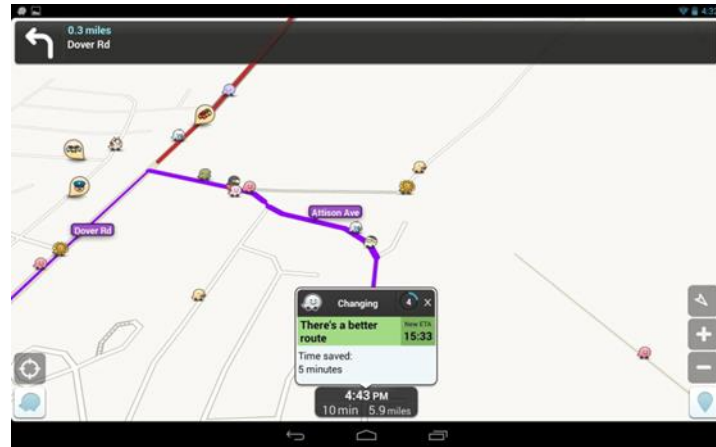 0.3 miles
Dover Rd
Attison Ave
Dover Rd
Changing
4
X
There's a better
route
New ETA
15:33
Time saved:
5 minutes
4:43 PM
10 min 5.9 miles